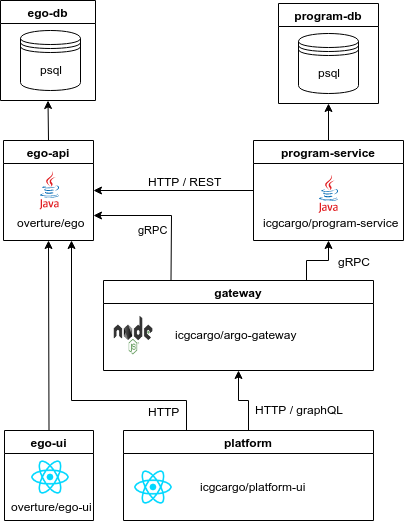 ego-db
program-db
psql
psql
ego-api
program-service
Java
Java
HTTP / REST
overture/ego
icgcargo/program-service
gRPC
gRPC
gateway
node
JS
icgcargo/argo-gateway
HTTP
HTTP / graphQL
ego-ui
platform
icgcargo/platform-ui
overture/ego-ui